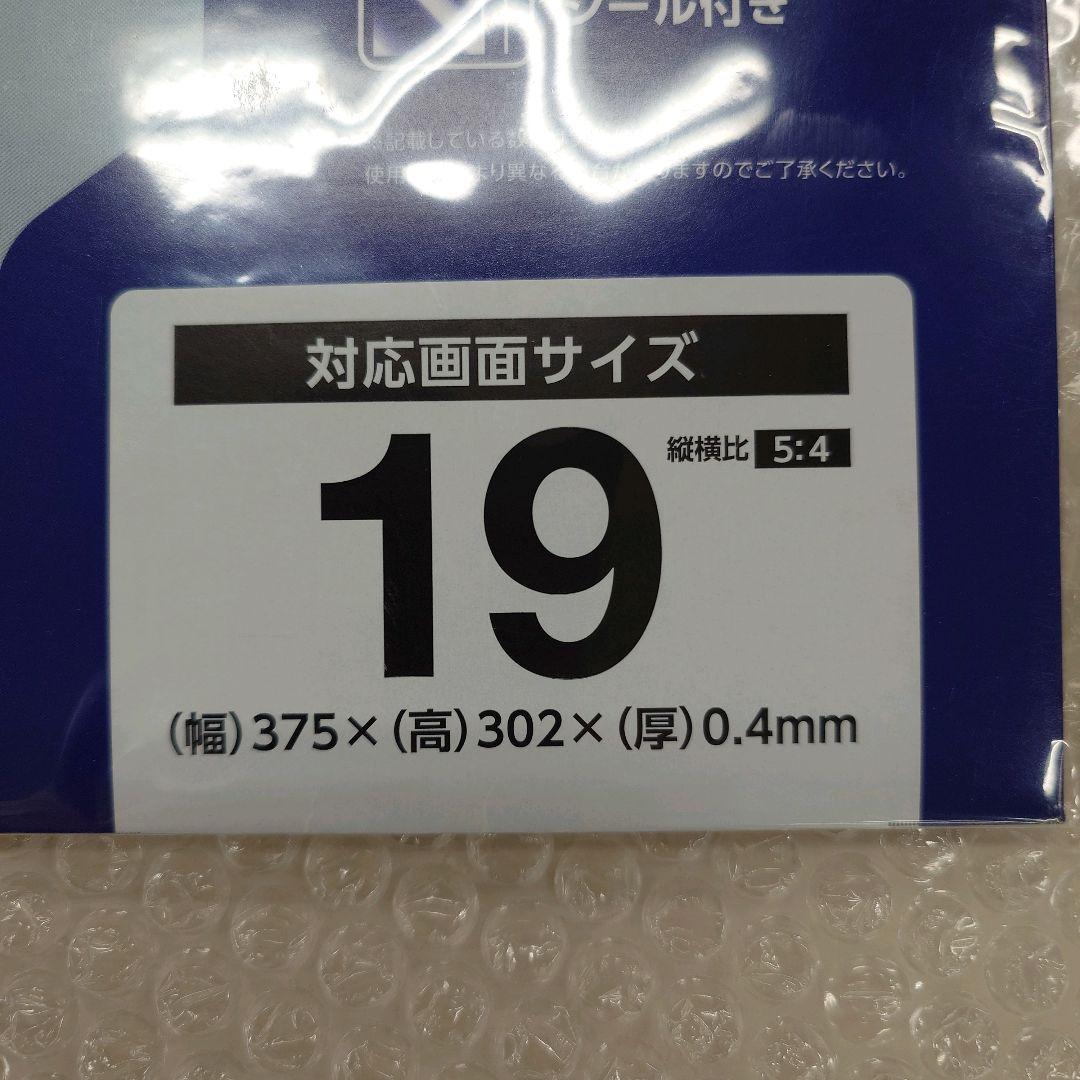 シール付き
※記載している数
使用 より異な ますのでご了承ください。
対応画面サイズ
19
縦横比 5:4
(幅)375×(高)302×(厚)0.4mm